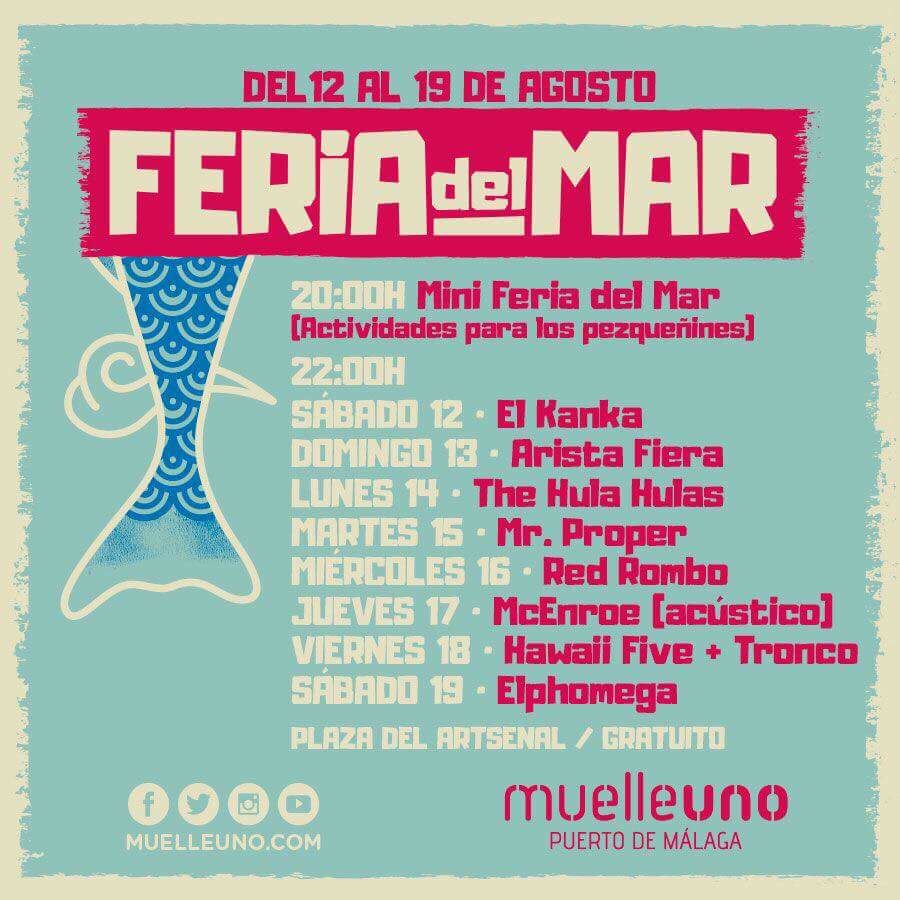 DEL 12 AL 19 DE AGOSTO
FERIA del MAR
20:00H Mini Feria del Mar
(Actividades para los pezqueñines)
22:00H
SÁBADO 12 · El Kanka
DOMINGO 13 · Arista Fiera
LUNES 14 · The Hula Hulas
MARTES 15 · Mr. Proper
MIÉRCOLES 16 · Red Rombo
JUEVES 17 · McEnroe (acústico)
VIERNES 18 · Hawaii Five + Tronco
SÁBADO 19 · Elphomega
PLAZA DEL ARTSENAL / GRATUITO
MUELLEUNO.COM
muelleuno
PUERTO DE MÁLAGA